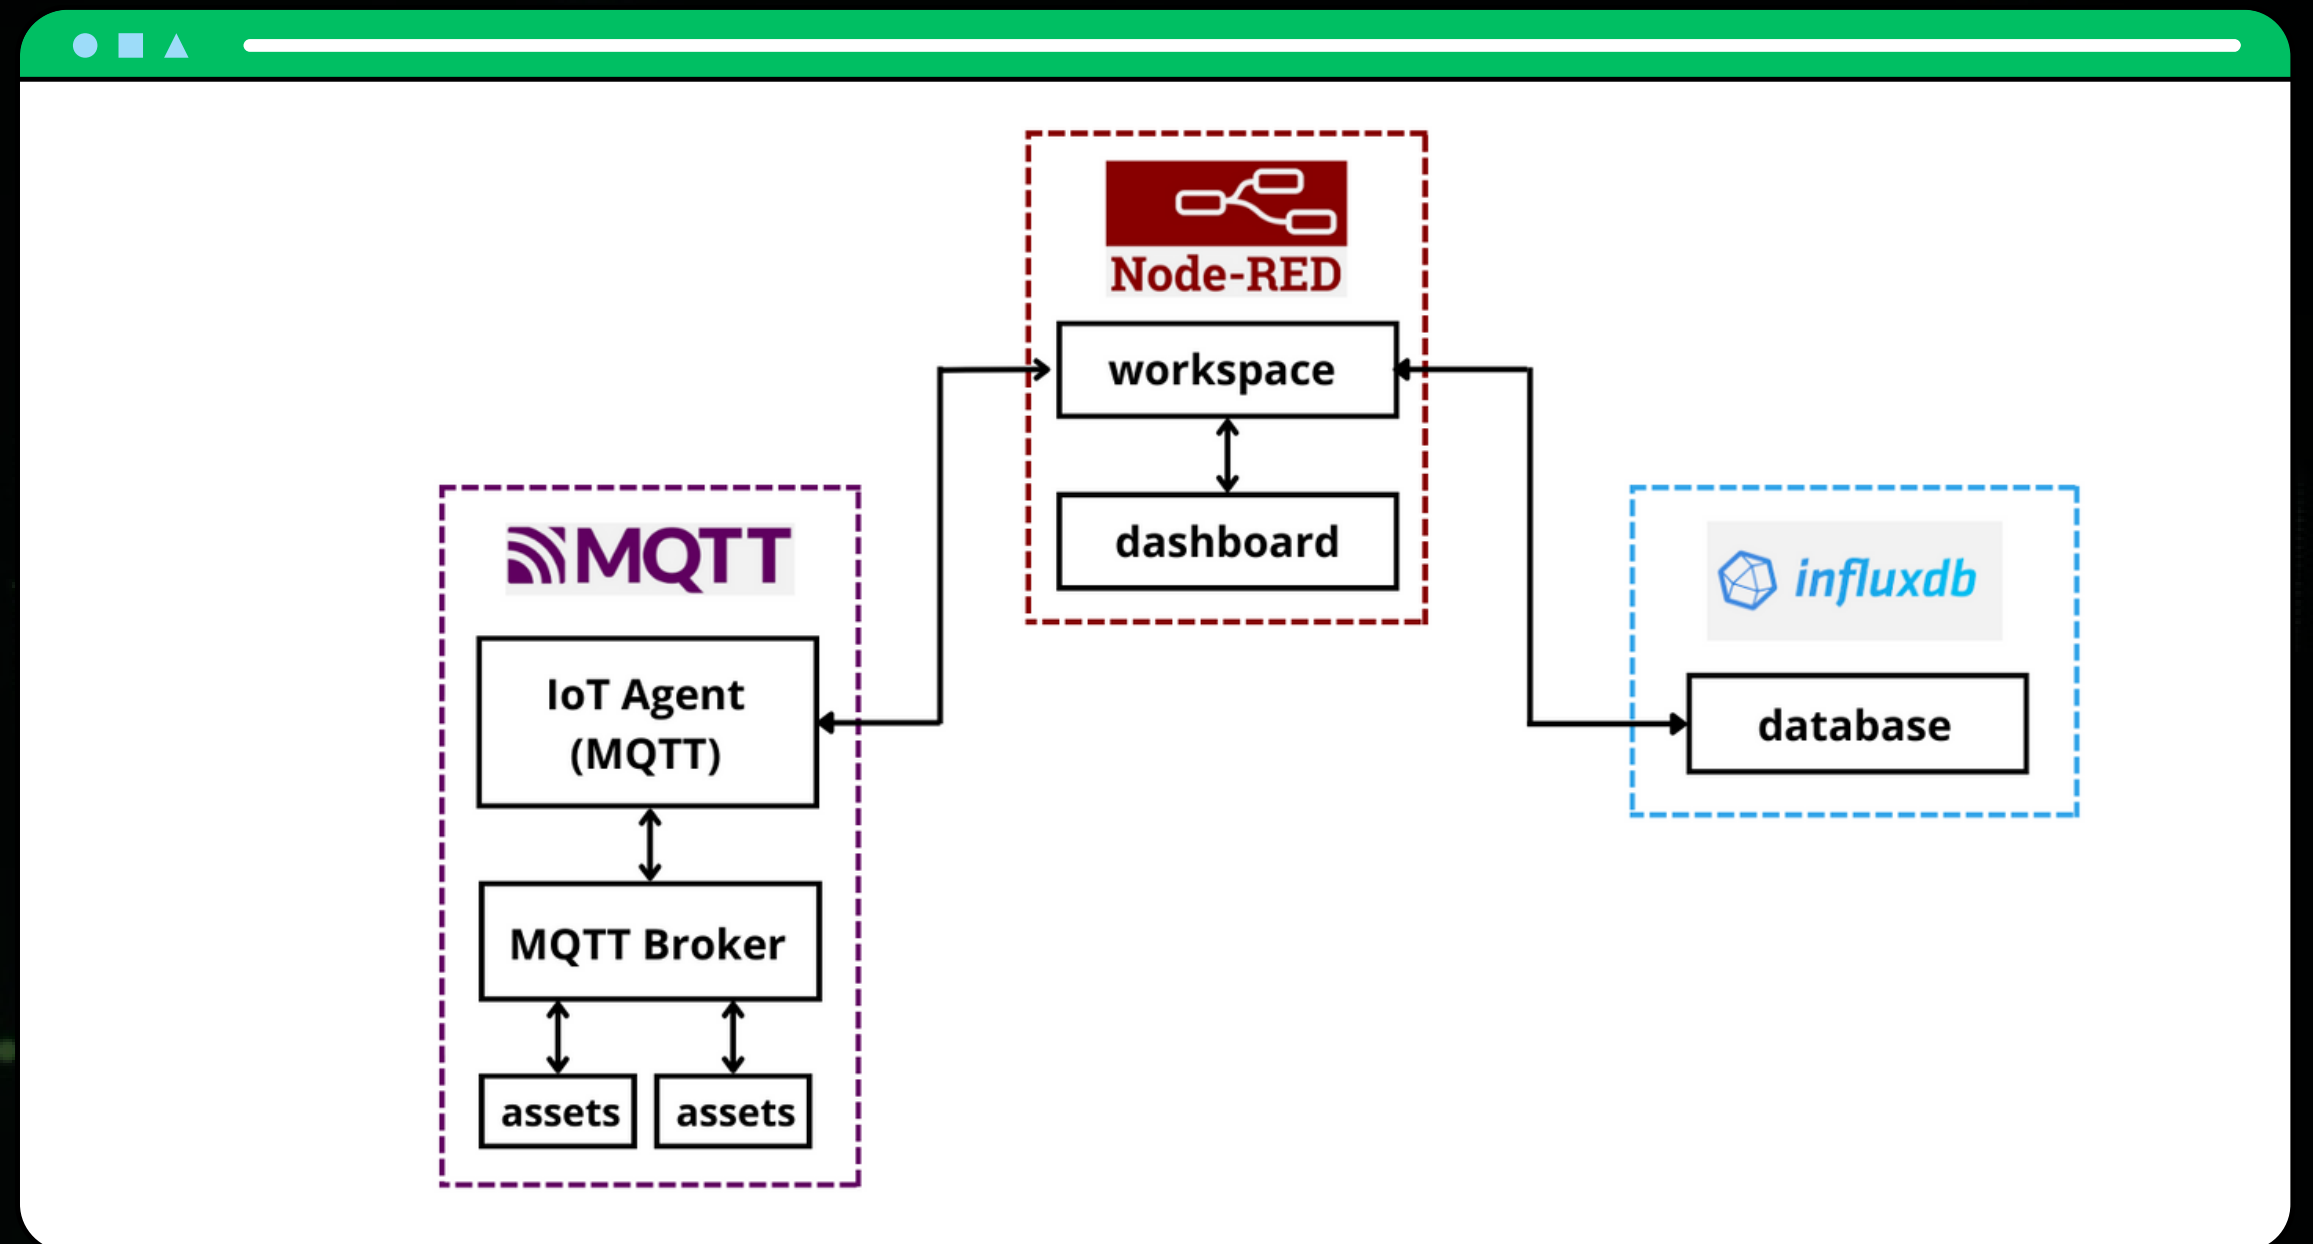 Node-RED
workspace
dashboard
MQTT
IoT Agent
(MQTT)
MQTT Broker
assets assets
influxdb
database